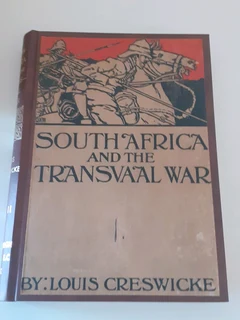 SOUTH AFRICA
AND THE
TRANSVAAL WAR
BY: LOUIS CRESWICKE